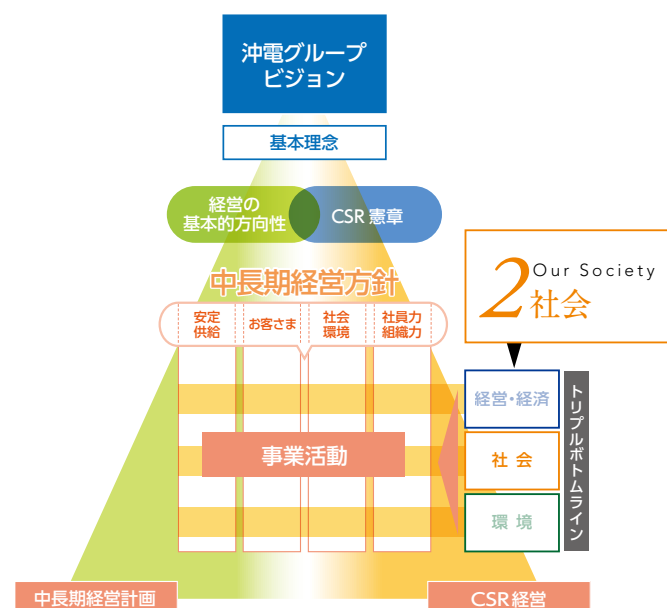 沖電グループ
ビジョン
基本理念
経営の
基本的方向性
CSR 憲章
中長期経営方針
安定
供給
お客さま
社会
環境
社員力
組織力
2 Our Society
社会
経営・経済
社 会
環 境
トリプルボトムライン
事業活動
中長期経営計画
CSR 経営